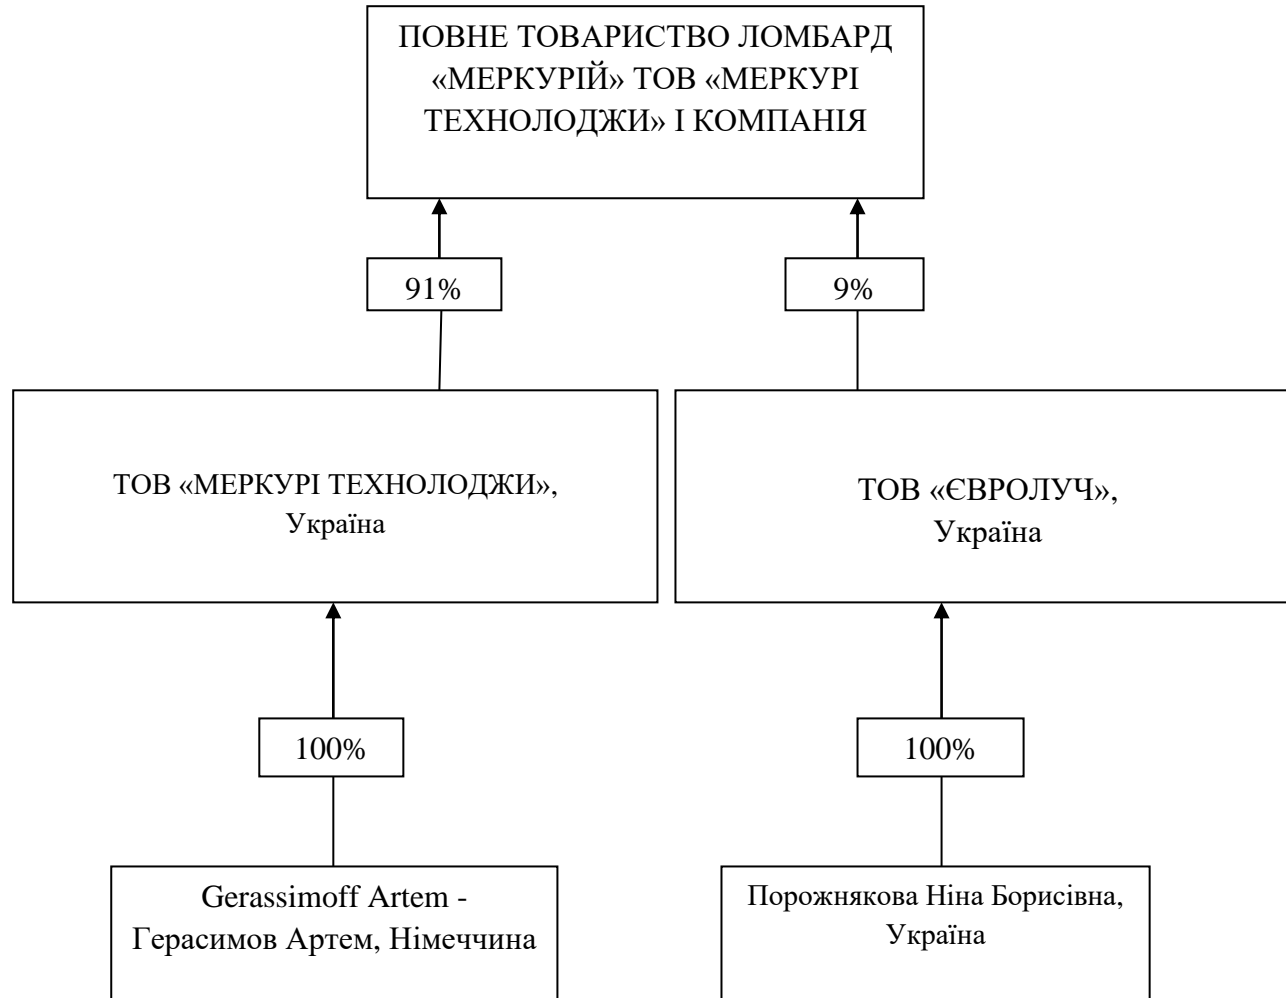 ПОВНЕ ТОВАРИСТВО ЛОМБАРД
«МЕРКУРІЙ» ТОВ «МЕРКУРІ
ТЕХНОЛОДЖИ» І КОМПАНІЯ
91%
9%
ТОВ «МЕРКУРІ ТЕХНОЛОДЖИ»,
Україна
ТОВ «ЄВРОЛУЧ»,
Україна
100%
100%
Gerassimoff Artem -
Герасимов Артем, Німеччина
Порожнякова Ніна Борисівна,
Україна